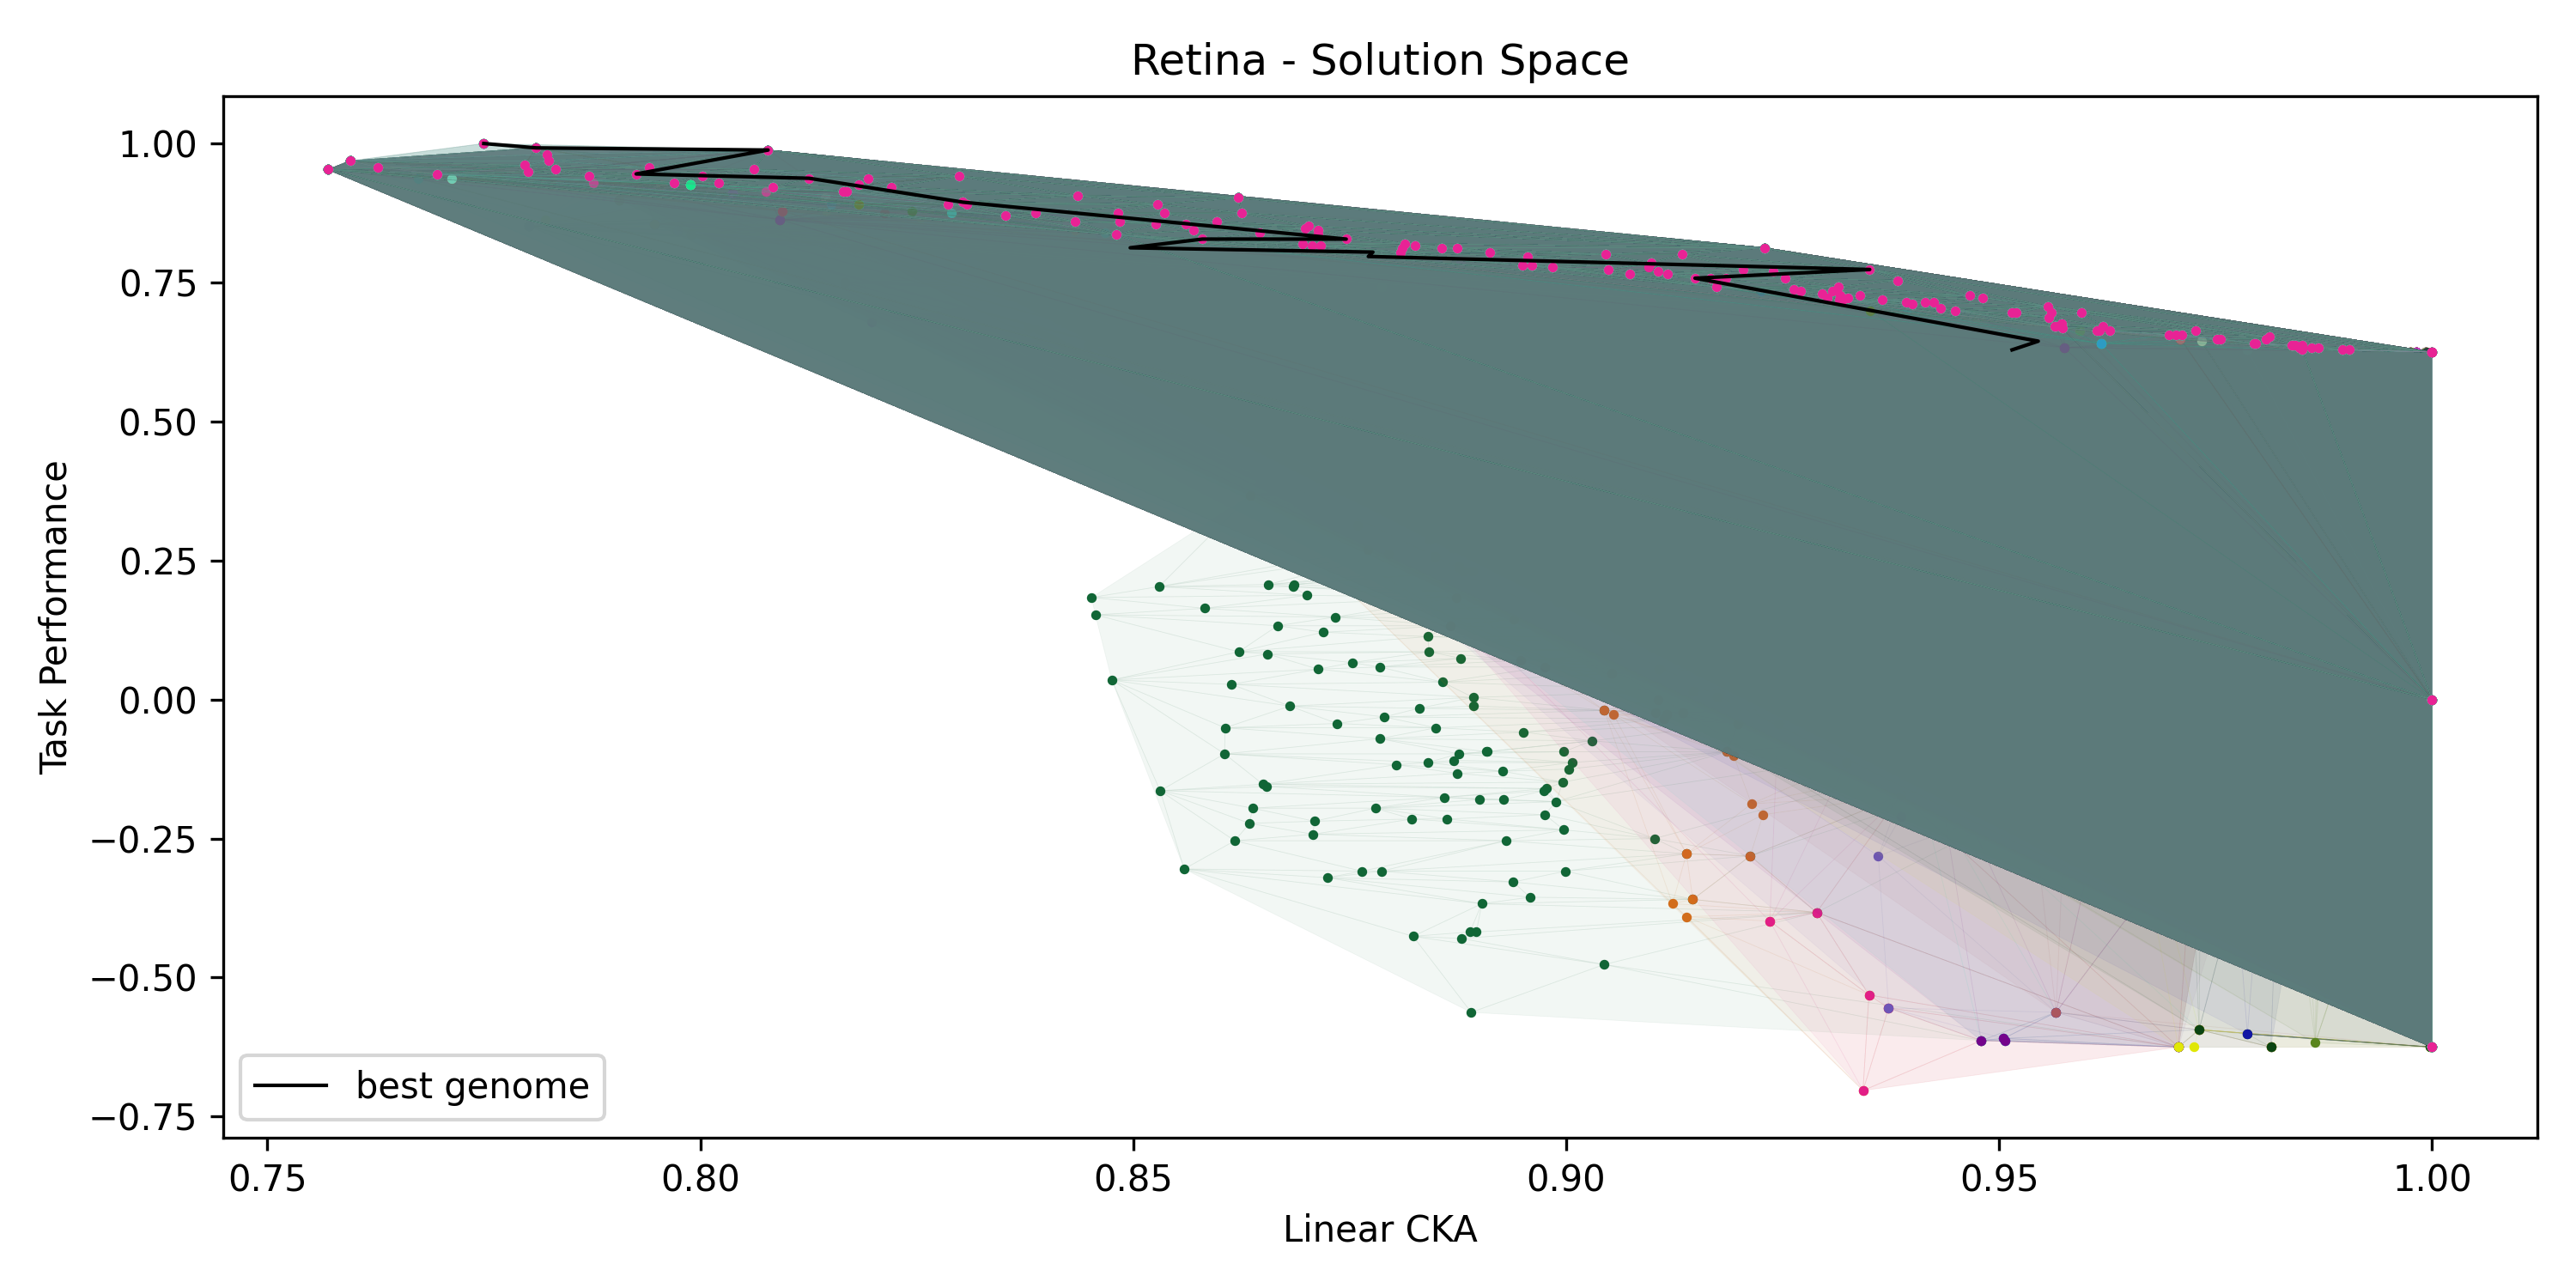 Retina - Solution Space
1.00
0.75
0.50
0.25
0.00
−0.25
−0.50
−0.75
Task Performance
best genome
0.75 0.80 0.85 0.90 0.95 1.00
Linear CKA